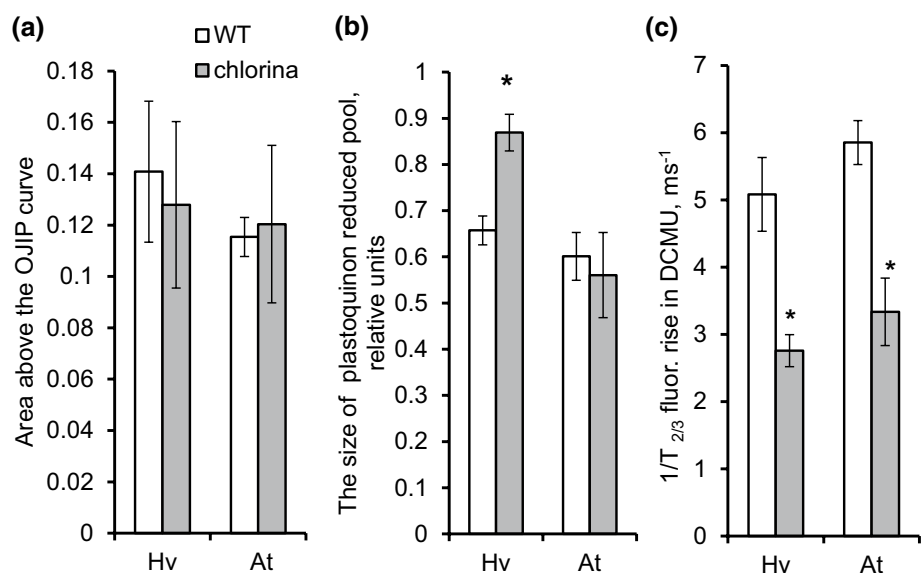 (a)
WT
chlorina
Area above the OJIP curve
0.18
0.16
0.14
0.12
0.1
0.08
0.06
0.04
0.02
0
Hv At
(b)
The size of plastoquinon reduced pool,
relative units
1
0.9
0.8
0.7
0.6
0.5
0.4
0.3
0.2
0.1
0
*
Hv At
(c)
1/T2/3 fluor. rise in DCMU, ms-1
7
6
5
4
3
2
1
0
*
*
Hv At